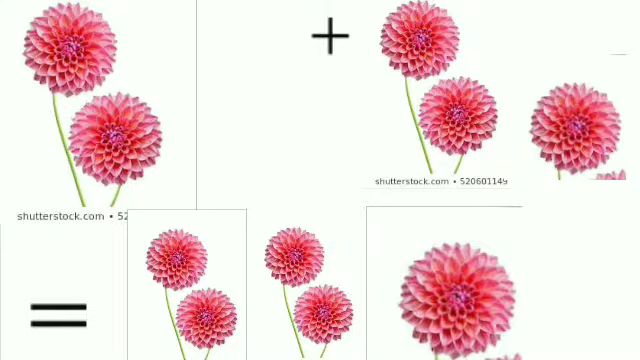 +
shutterstock.com • 520601149
shutterstock.com • 52
=